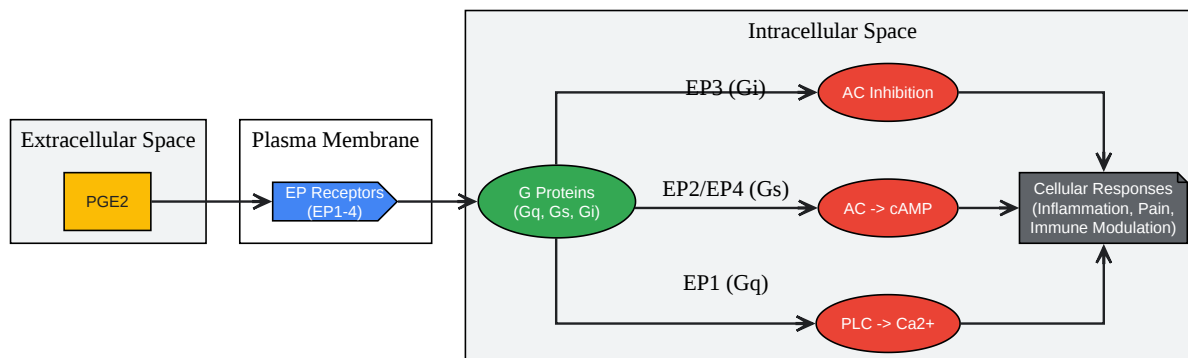 Intracellular Space
EP3 (Gi)
AC Inhibition
Extracellular Space
Plasma Membrane
PGE2
EP Receptors
(EP1-4)
G Proteins
(Gq, Gs, Gi)
EP2/EP4 (Gs)
AC -> cAMP
Cellular Responses
(Inflammation, Pain,
Immune Modulation)
EP1 (Gq)
PLC -> Ca2+